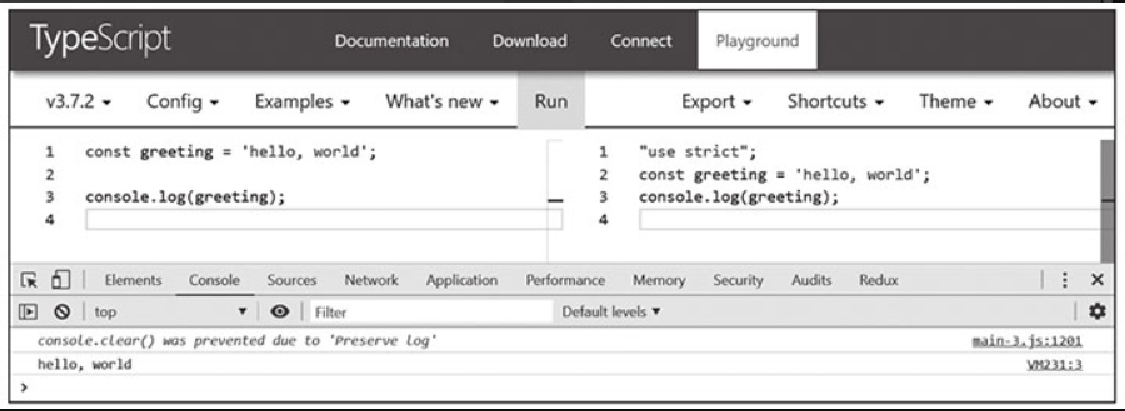 TypeScript Documentation Download Connect Playground
v3.7.2 Config Examples What's new Run Export Shortcuts Theme About
1 const greeting = 'hello, world';
2
3 console.log(greeting);
4
1 "use strict";
2 const greeting = 'hello, world';
3 console.log(greeting);
4
Elements Console Sources Network Application Performance Memory Security Audits Redux
top Filter Default levels
console.clear() was prevented due to 'Preserve log' main-3.js:1201
hello, world VM231:3
>